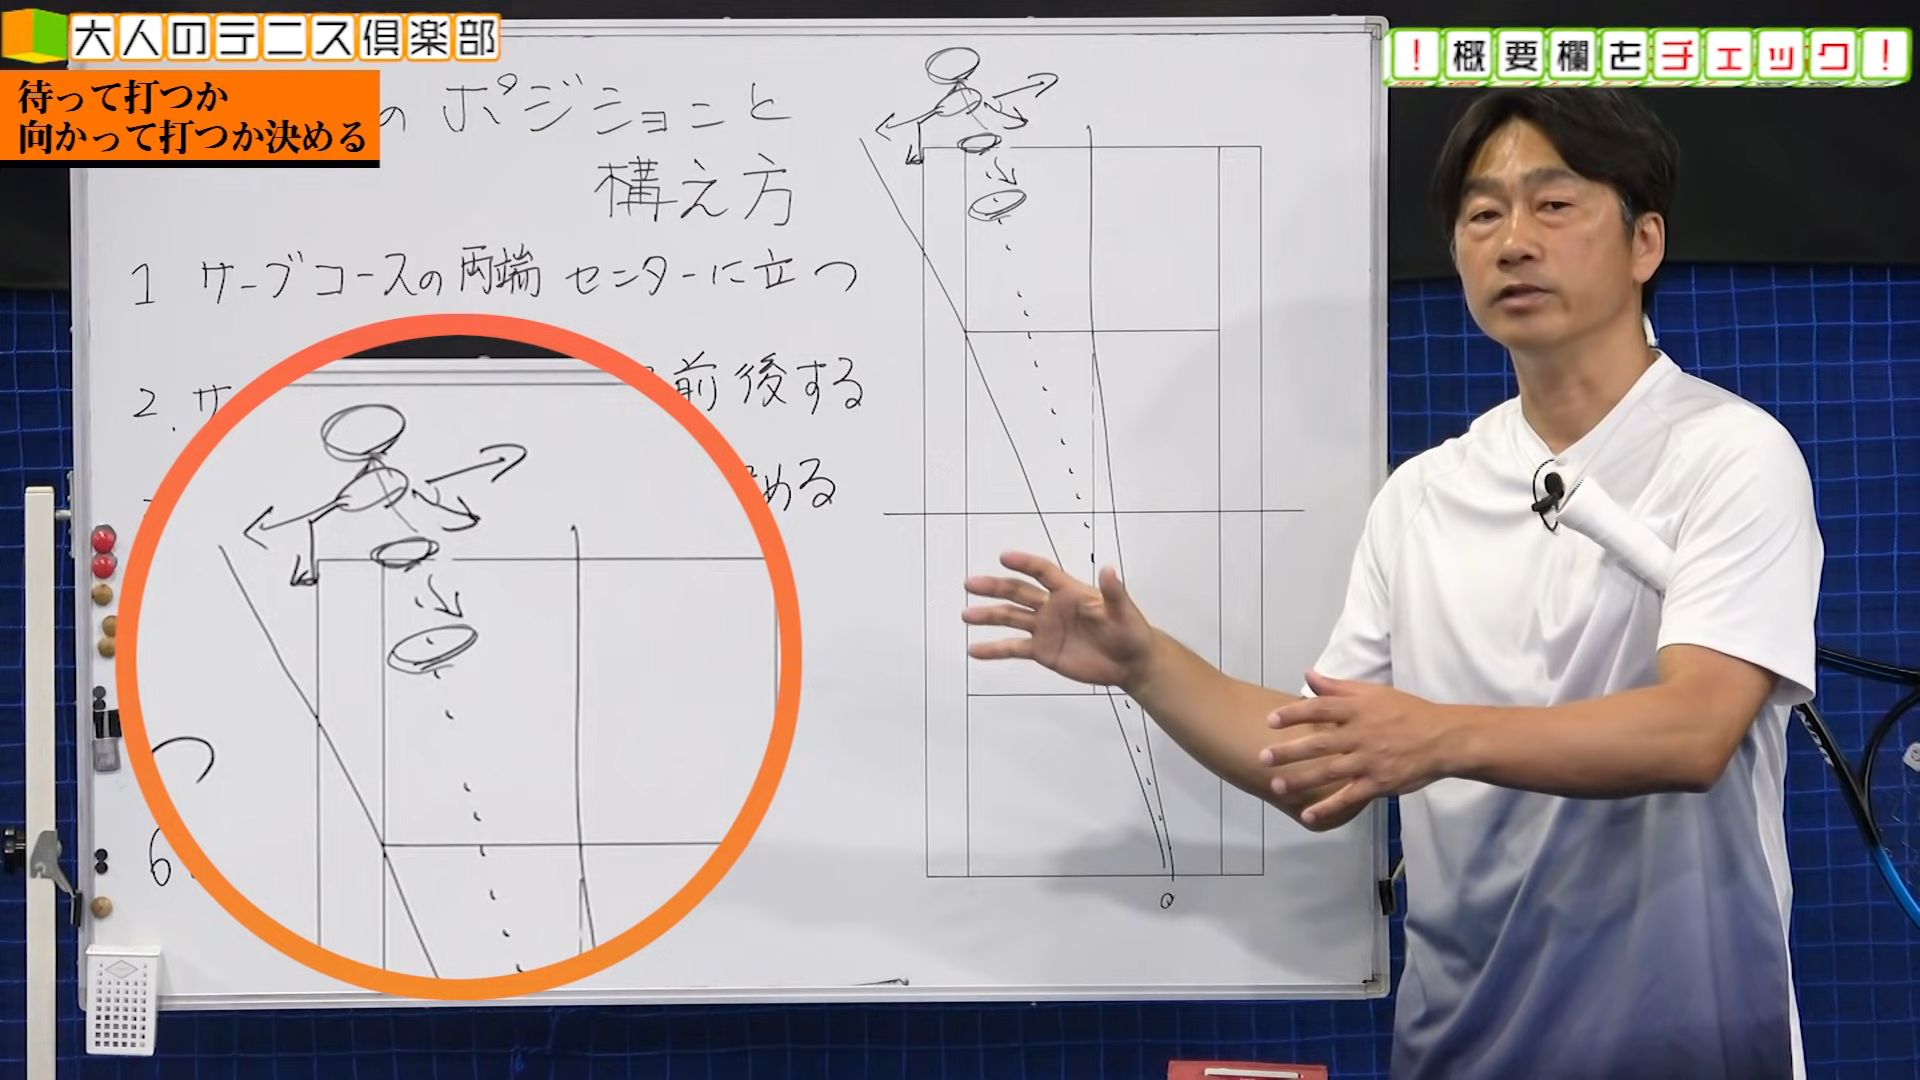 大人のテニス倶楽部
！概要欄をチェック！
待って打つか
向かって打つか決める
の ポジションと
構え方
1 サーブコースの両端 センターに立つ
2. サ 前後する
める
つ
6